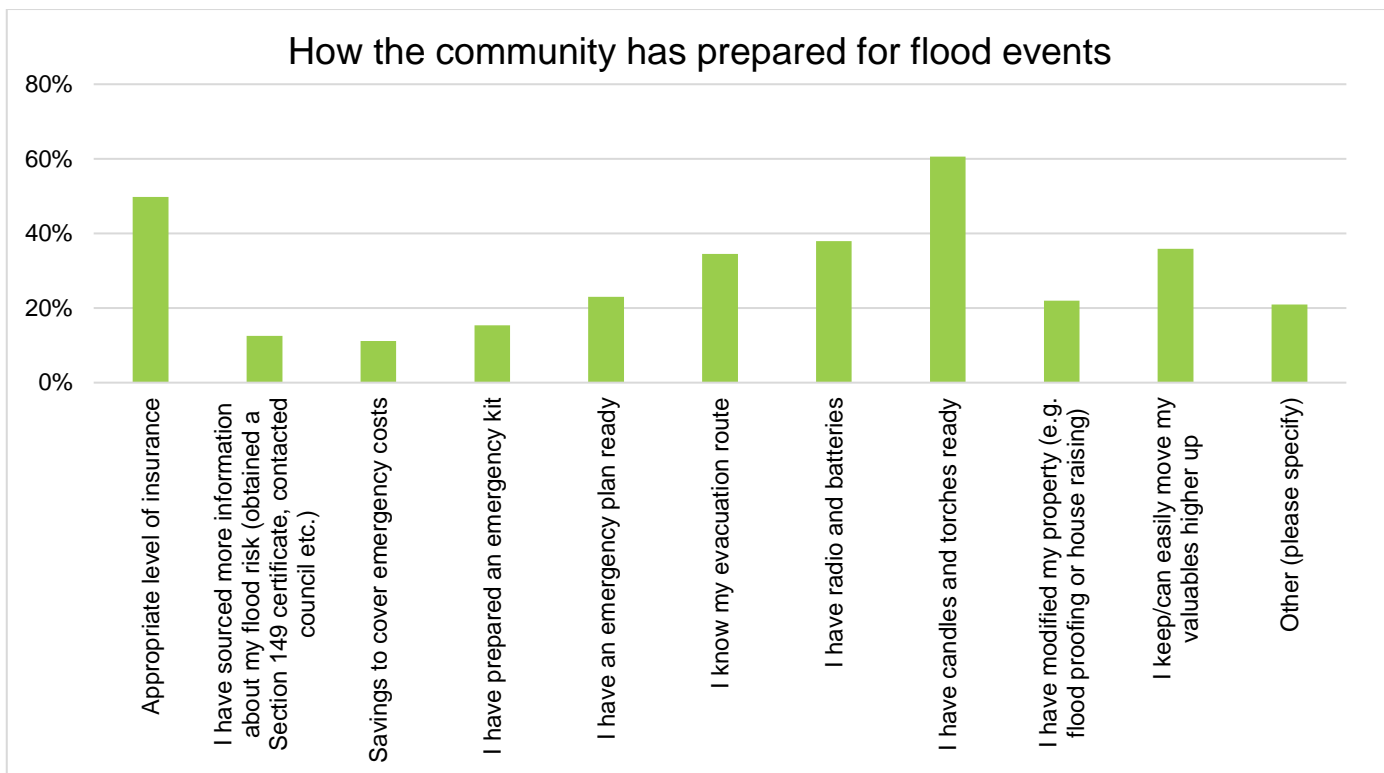 How the community has prepared for flood events
80%
60%
40%
20%
0%
Appropriate level of insurance
I have sourced more information
about my flood risk (obtained a
Section 149 certificate, contacted
council etc.)
Savings to cover emergency costs
I have prepared an emergency kit
I have an emergency plan ready
I know my evacuation route
I have radio and batteries
I have candles and torches ready
I have modified my property (e.g.
flood proofing or house raising)
I keep/can easily move my
valuables higher up
Other (please specify)